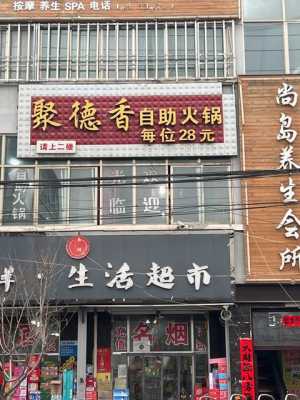 按摩 养生 SPA 电话
聚德香 自助火锅
每位28元
请上二楼
自助火锅
光临
欢迎
尚岛养生会所
生活超市
名烟